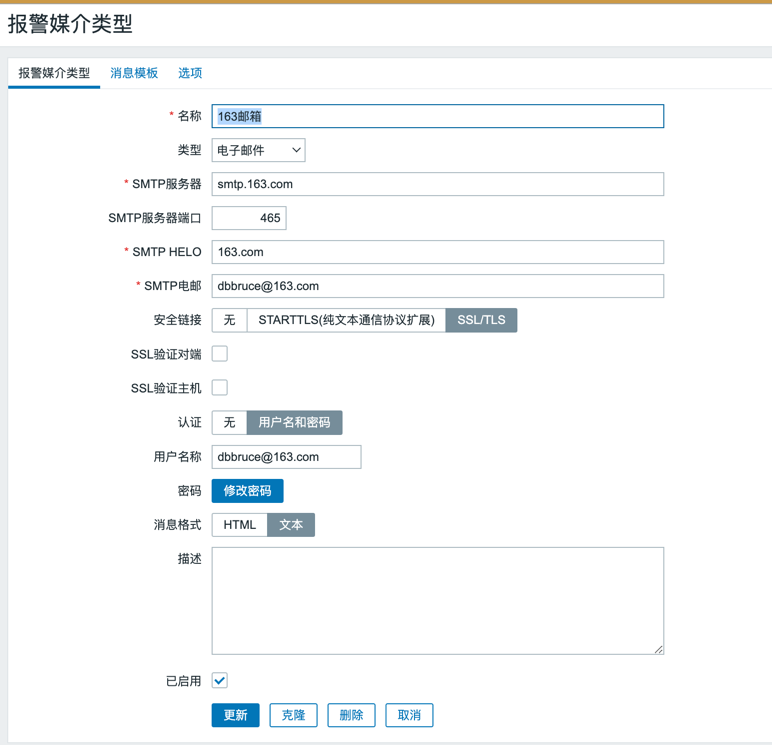 报警媒介类型
报警媒介类型 消息模板 选项
* 名称 163邮箱
类型 电子邮件
* SMTP服务器 smtp.163.com
SMTP服务器端口 465
* SMTP HELO 163.com
* SMTP电邮 dbbruce@163.com
安全链接 无 STARTTLS(纯文本通信协议扩展) SSL/TLS
SSL验证对端
SSL验证主机
认证 无 用户名和密码
用户名称 dbbruce@163.com
密码 修改密码
消息格式 HTML 文本
描述
已启用
更新 克隆 删除 取消